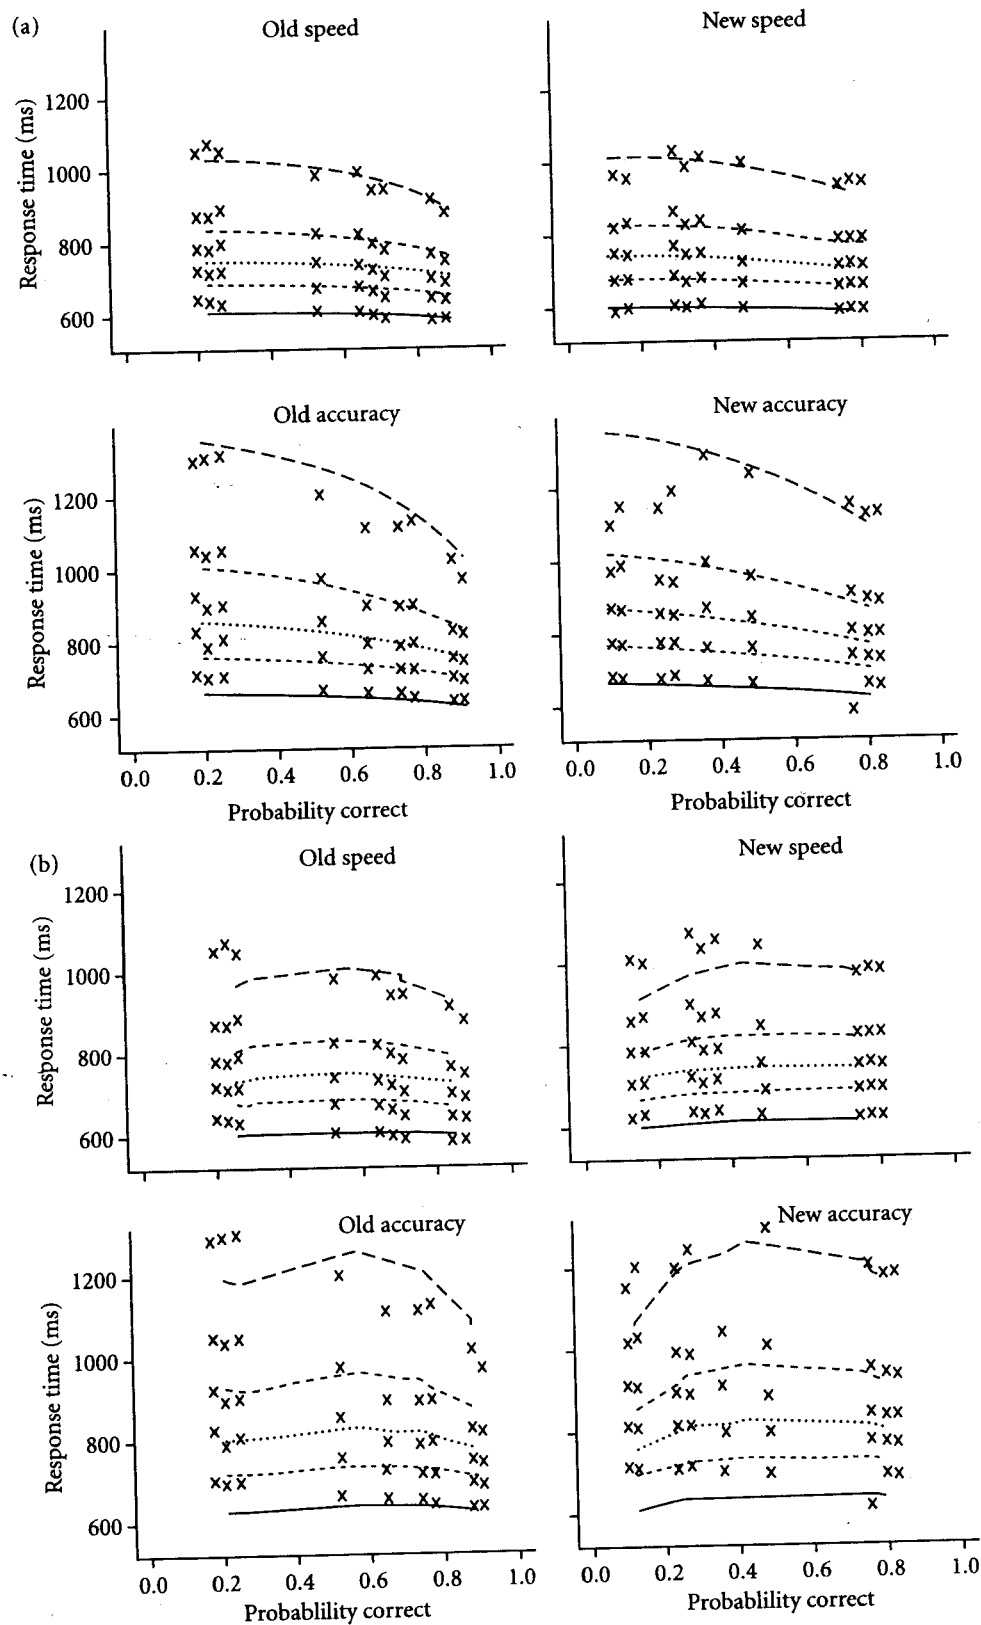 (a)
Old speed
New speed
Response time (ms)
1200
1000
800
600
Old accuracy
New accuracy
Response time (ms)
1200
1000
800
600
0.0 0.2 0.4 0.6 0.8 1.0
0.0 0.2 0.4 0.6 0.8 1.0
Probability correct
Probability correct
(b)
Old speed
New speed
Response time (ms)
1200
1000
800
600
Old accuracy
New accuracy
Response time (ms)
1200
1000
800
600
0.0 0.2 0.4 0.6 0.8 1.0
0.0 0.2 0.4 0.6 0.8 1.0
Probablility correct
Probablility correct